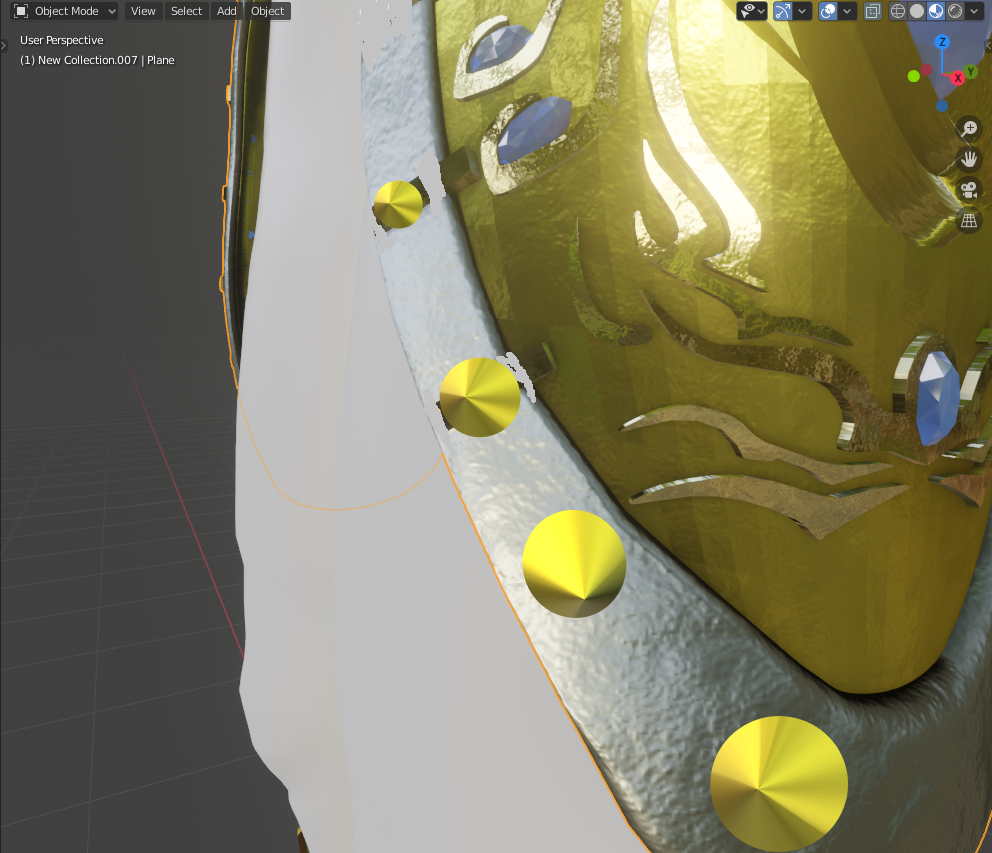 Object Mode View Select Add Object
User Perspective
(1) New Collection.007 | Plane
Z
Y
X